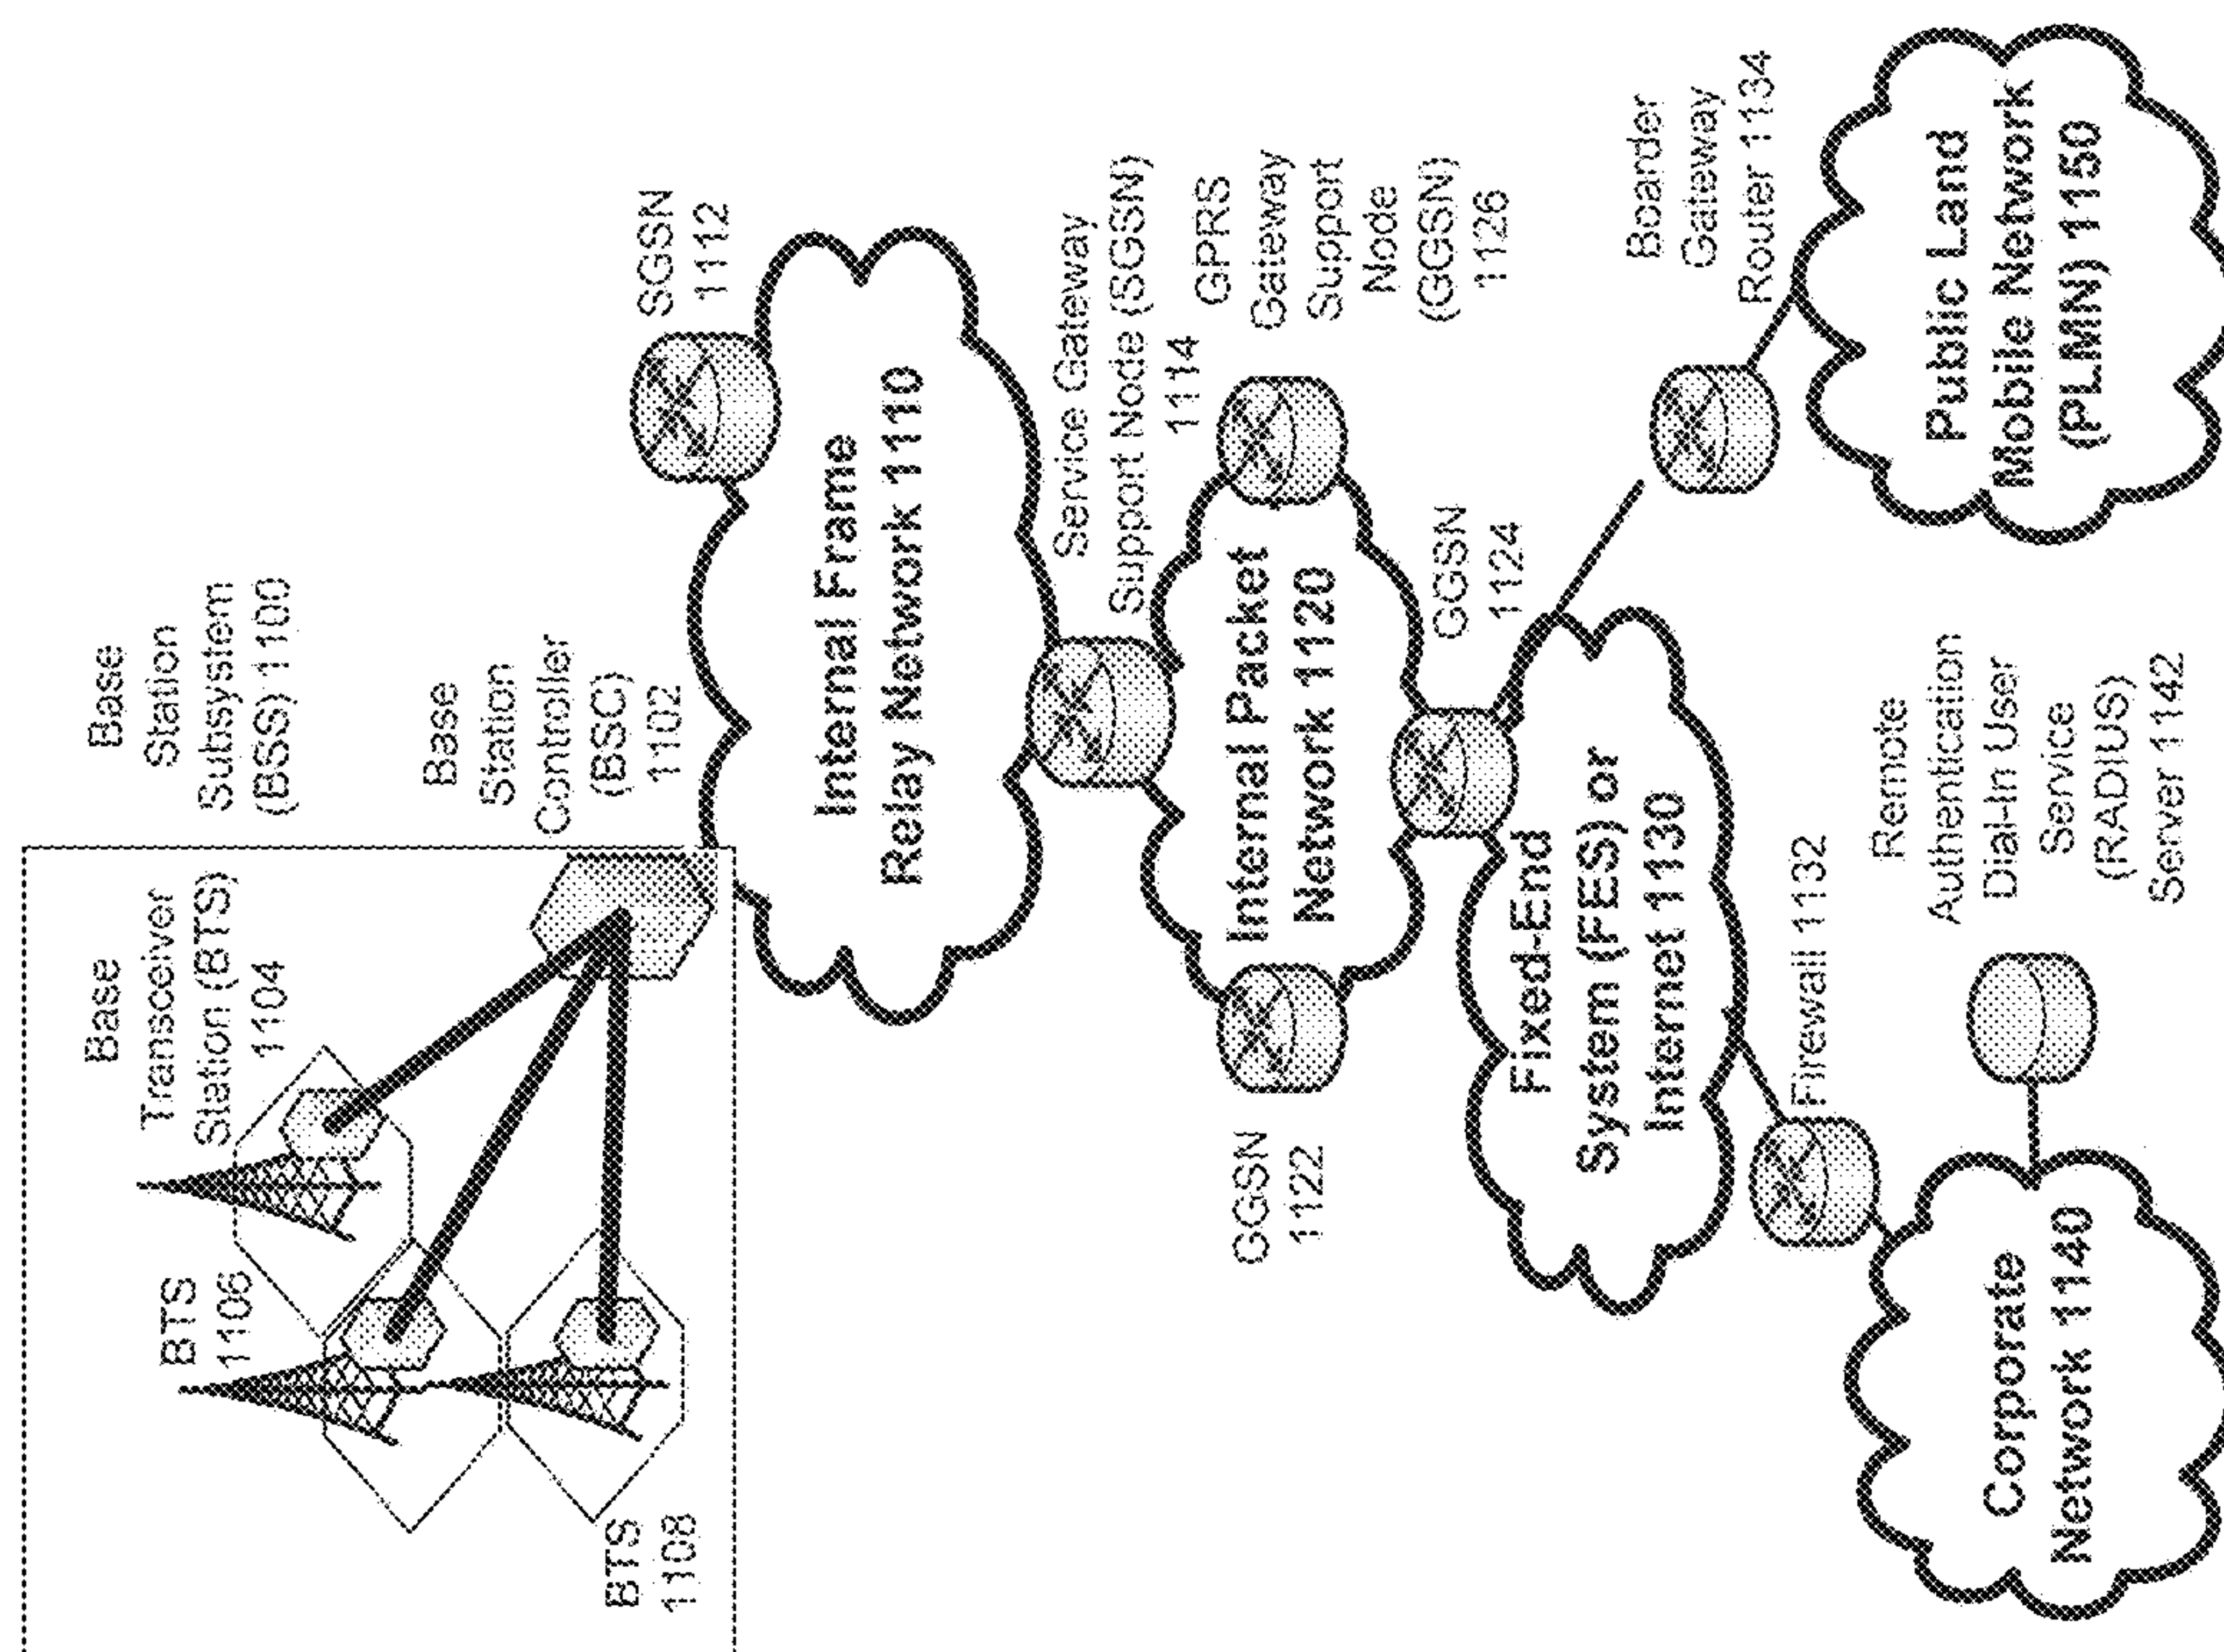 Base
Station
Subsystem
(BSS) 1100
Base
Transceiver
Station (BTS)
1104
BTS
1106
BTS
1108
Base
Station
Controller
(BSC)
1102
SGSN
1112
Internal Frame
Relay Network 1110
Service Gateway
Support Node (SGSN)
1114
GPRS
Gateway
Support
Node
(GGSN)
1126
Internal Packet
Network 1120
GGSN
1122
GGSN
1124
Fixed-End
System (FES) or
Internet 1130
Boarder
Gateway
Router 1134
Public Land
Mobile Network
(PLMN) 1150
Firewall 1132
Remote
Authentication
Dial-In User
Service
(RADIUS)
Server 1142
Corporate
Network 1140